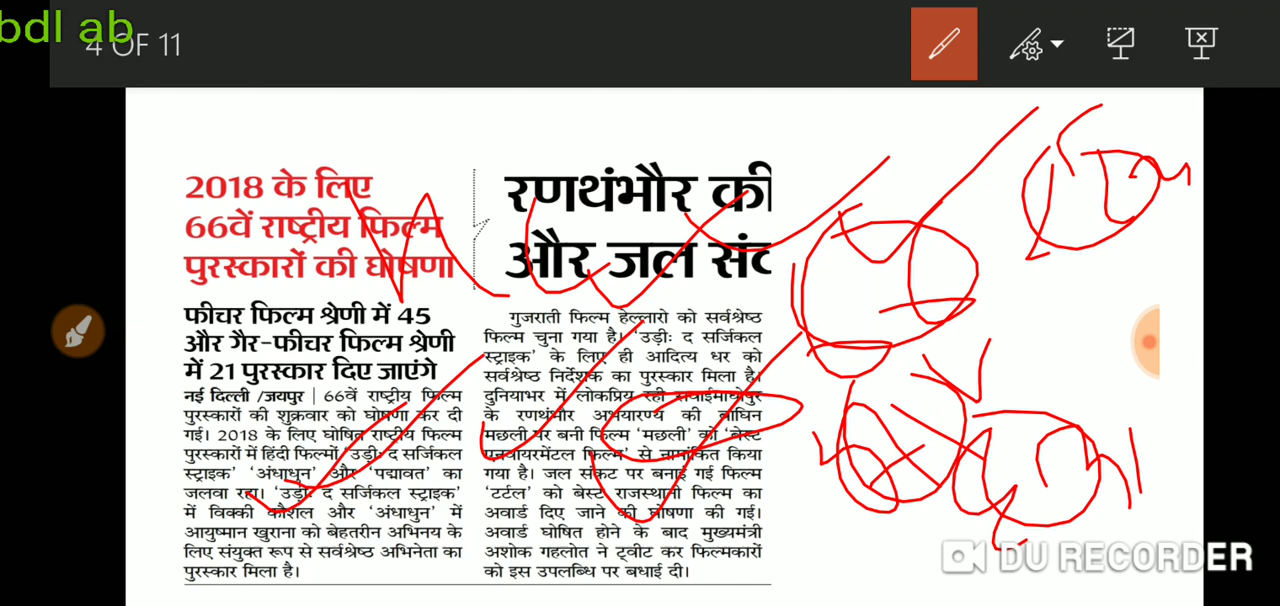 bdl ab
4 OF 11
2018 के लिए
66वें राष्ट्रीय फिल्म
पुरस्कारों की घोषणा
फीचर फिल्म श्रेणी में 45
और गैर-फीचर फिल्म श्रेणी
में 21 पुरस्कार दिए जाएंगे
नई दिल्ली /जयपुर | 66वें राष्ट्रीय फिल्म
पुरस्कारों की शुक्रवार को घोषणा कर दी
गई। 2018 के लिए घोषित राष्ट्रीय फिल्म
पुरस्कारों में हिंदी फिल्मों 'उड़ी: द सर्जिकल
स्ट्राइक' 'अंधाधुन' और 'पद्मावत' का
जलवा रहा। 'उड़ी: द सर्जिकल स्ट्राइक'
में विक्की कौशल और 'अंधाधुन' में
आयुष्मान खुराना को बेहतरीन अभिनय के
लिए संयुक्त रूप से सर्वश्रेष्ठ अभिनेता का
पुरस्कार मिला है।
रणथंभौर की
और जल सं
गुजराती फिल्म हेल्लारो को सर्वश्रेष्ठ
फिल्म चुना गया है। 'उड़ी: द सर्जिकल
स्ट्राइक' के लिए ही आदित्य धर को
सर्वश्रेष्ठ निर्देशक का पुरस्कार मिला है।
दुनियाभर में लोकप्रिय रही सवाईमाधोपुर
के रणथंभौर अभयारण्य की बाघिन
मछली पर बनी फिल्म 'मछली' को 'बेस्ट
एनवायरमेंटल फिल्म' से नामांकित किया
गया है। जल संकट पर बनाई गई फिल्म
'टर्टल' को बेस्ट राजस्थानी फिल्म का
अवार्ड दिए जाने की घोषणा की गई।
अवार्ड घोषित होने के बाद मुख्यमंत्री
अशोक गहलोत ने ट्वीट कर फिल्मकारों
को इस उपलब्धि पर बधाई दी।
DU RECORDER